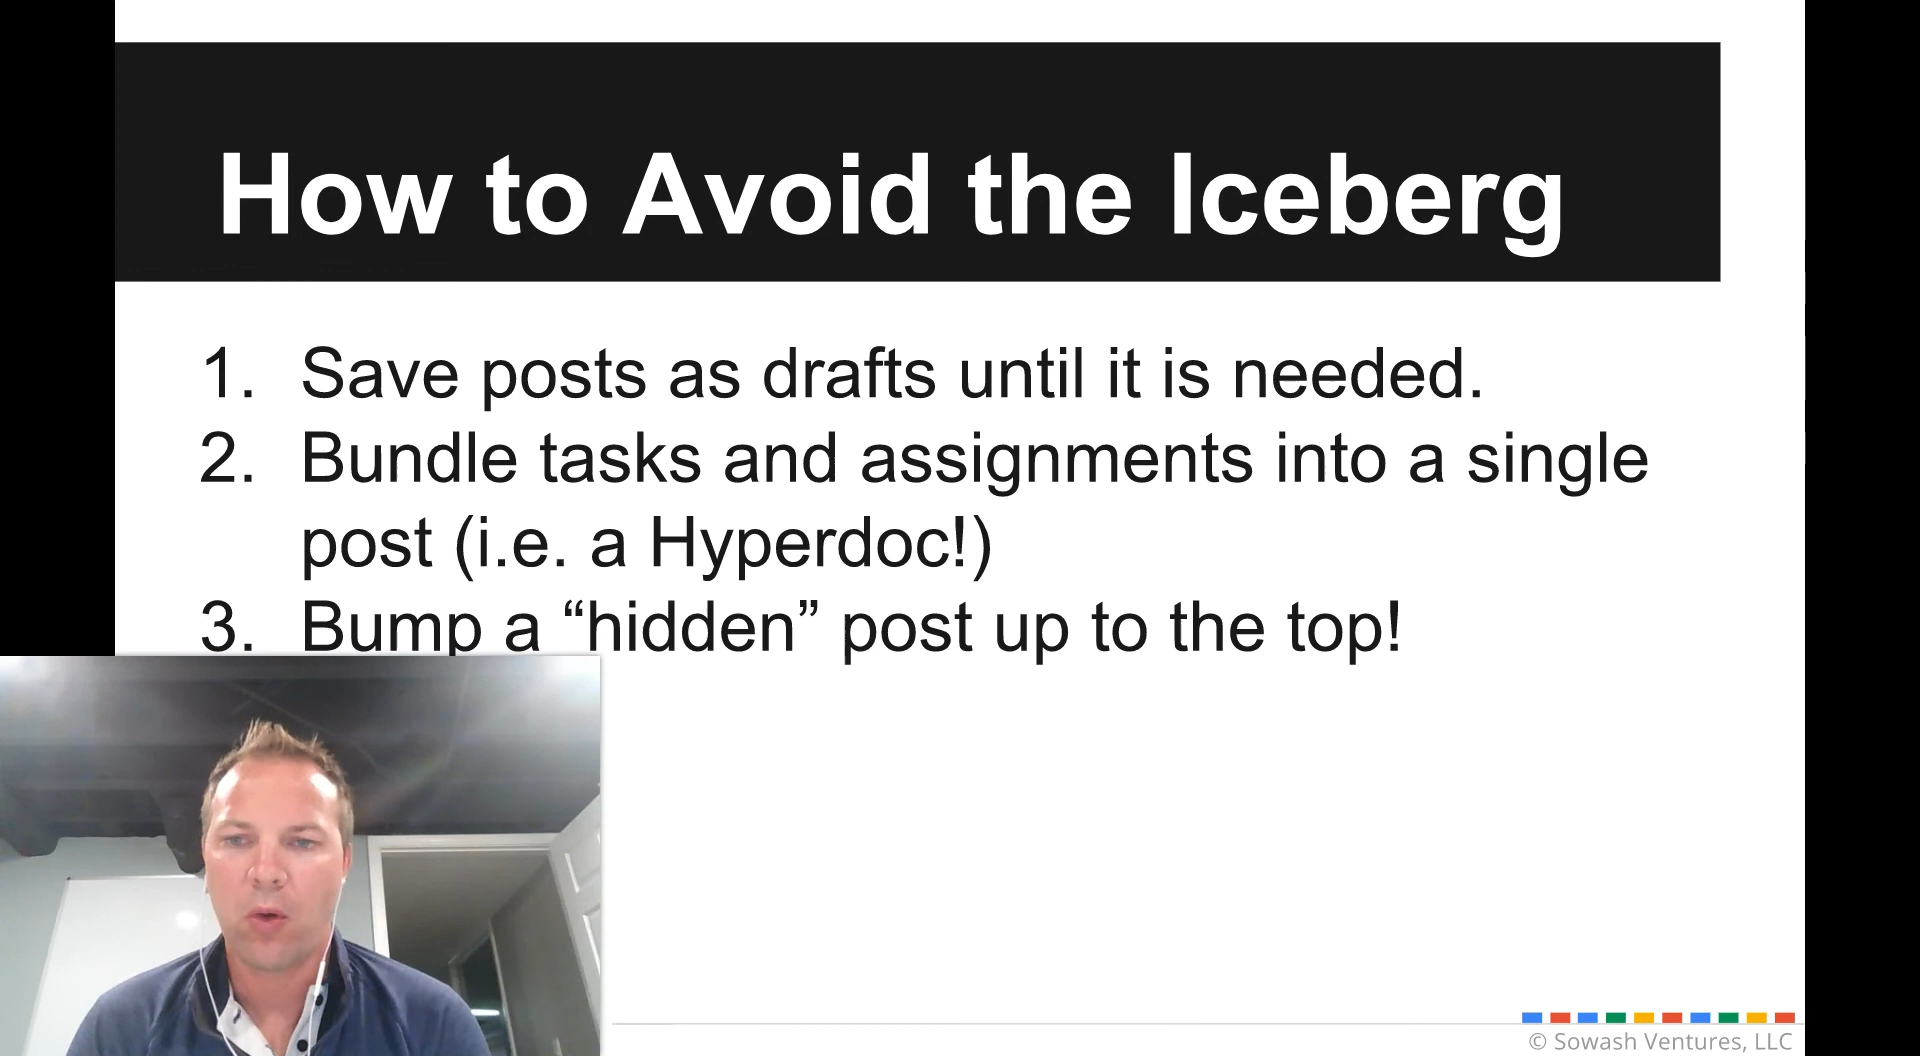 How to Avoid the Iceberg
1. Save posts as drafts until it is needed.
2. Bundle tasks and assignments into a single
post (i.e. a Hyperdoc!)
3. Bump a “hidden” post up to the top!
© Sowash Ventures, LLC